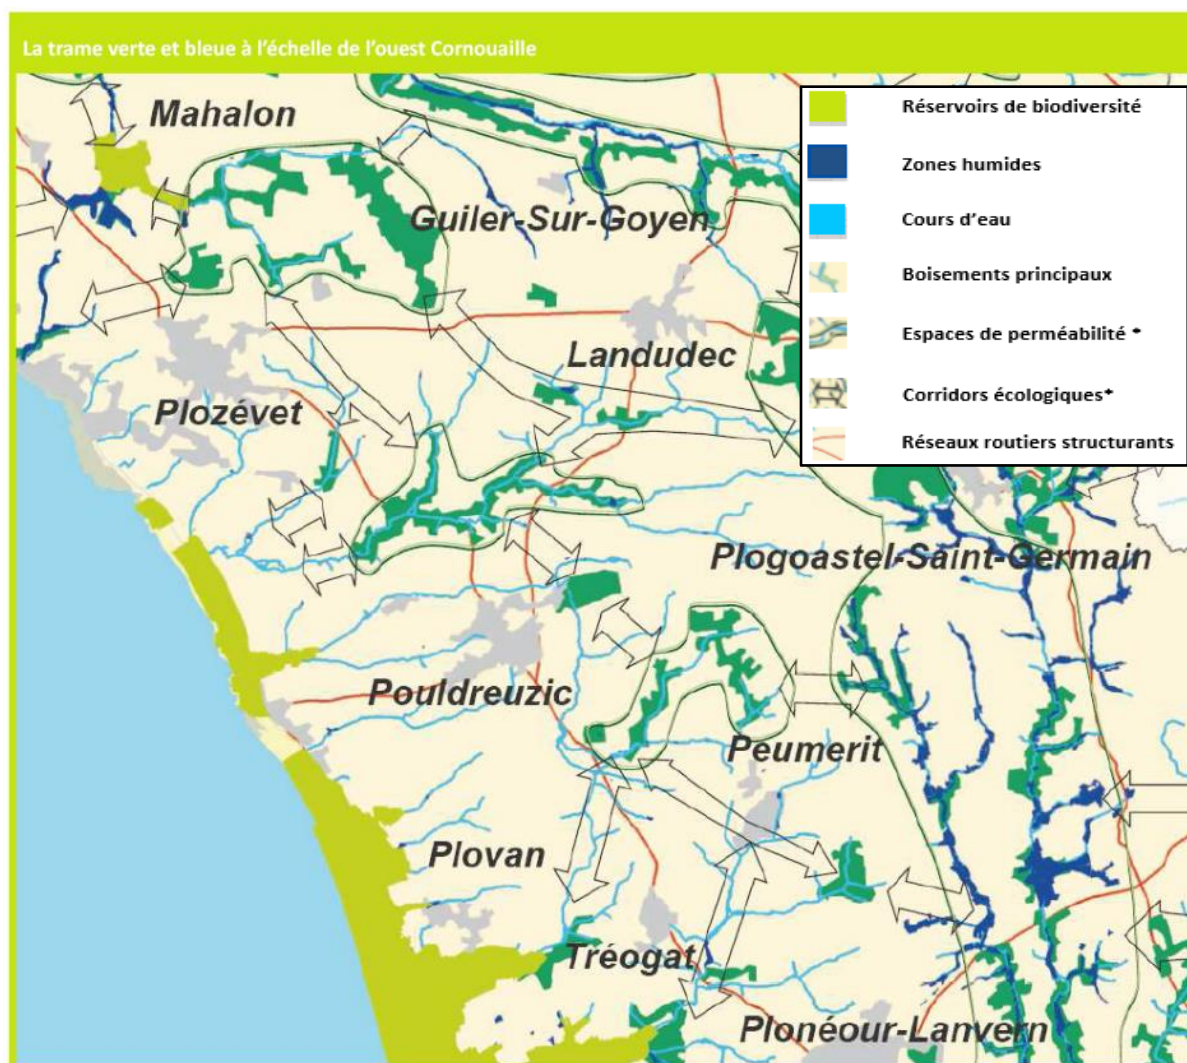 La trame verte et bleue à l'échelle de l'ouest Cornouaille
Mahalon
Réservoirs de biodiversité
Zones humides
Guiler-Sur-Goyen
Cours d'eau
Boisements principaux
Espaces de perméabilité *
Landudec
Corridors écologiques*
Plozévet
Réseaux routiers structurants
Plogoastel-Saint-Germain
Pouldreuzic
Peumerit
Plovan
Tréogat
Plonéour-Lanvern